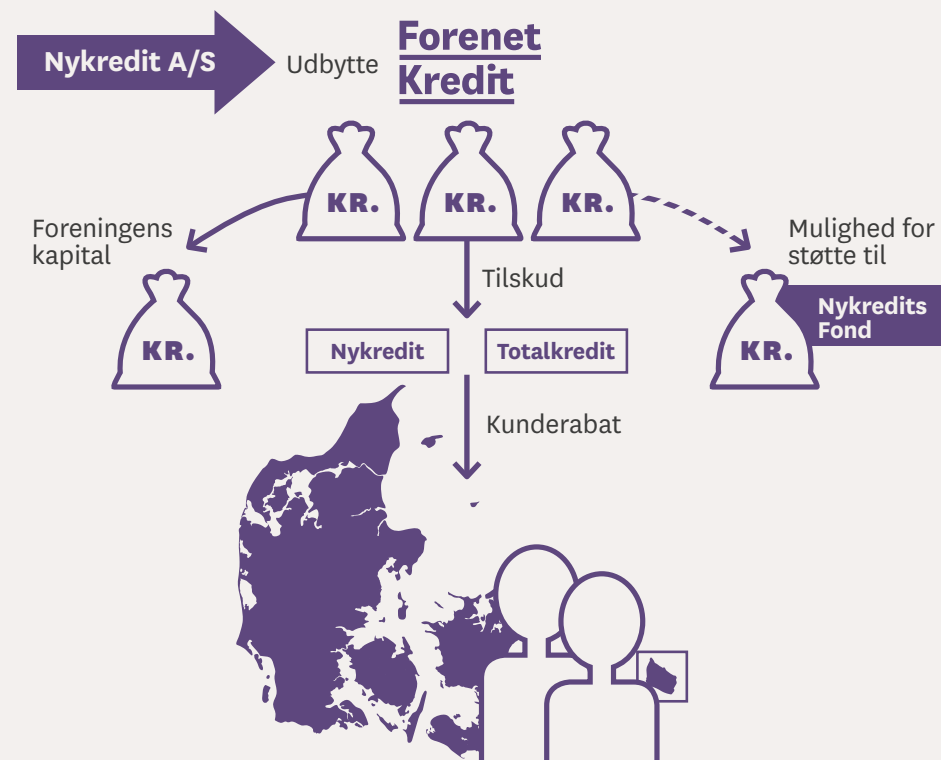 Nykredit A/S
Udbytte
Forenet
Kredit
KR.
KR.
KR.
Foreningens
kapital
KR.
Tilskud
Mulighed for
støtte til
Nykredits
Fond
KR.
Nykredit
Totalkredit
Kunderabat